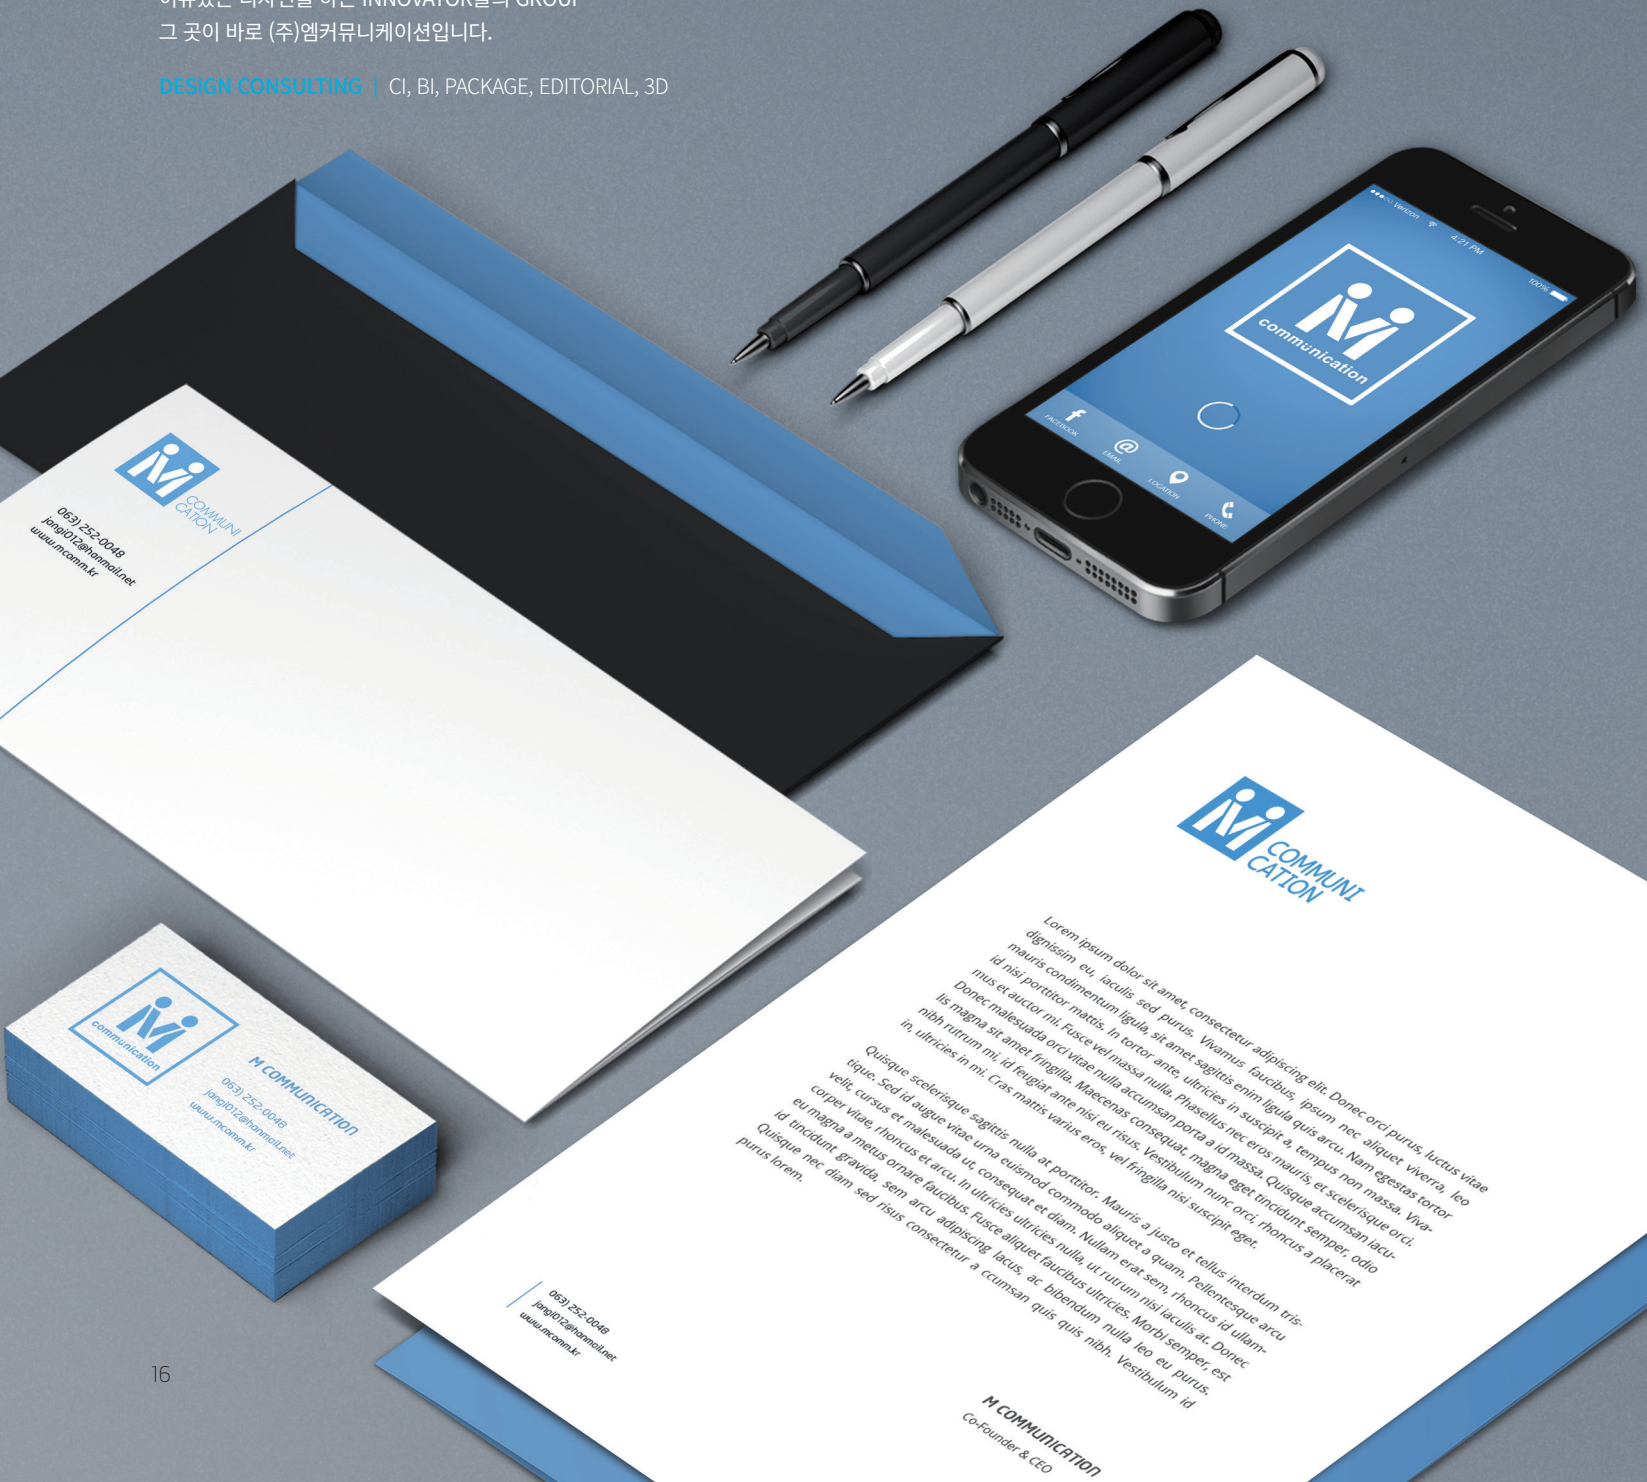 그 곳이 바로 (주)엠커뮤니케이션입니다.
DESIGN CONSULTING | CI, BI, PACKAGE, EDITORIAL, 3D
Verizon
4:21 PM
100%
communication
FACEBOOK
@
EMAIL
LOCATION
PHONE
M
COMMUNI
CATION
063) 252-0048
jangi012@hanmail.net
www.mcomm.kr
M
COMMUNI
CATION
Lorem ipsum dolor sit amet, consectetur adipiscing elit. Donec orci purus, luctus vitae
dignissim eu, iaculis sed purus. Vivamus faucibus, ipsum nec aliquet viverra, leo
mauris condimentum ligula, sit amet sagittis enim ligula quis arcu. Nam egestas tortor
id nisi porttitor mattis. In tortor ante, ultricies in suscipit a, tempus non massa. Viva-
mus et auctor mi. Fusce vel massa nulla. Phasellus nec eros mauris, et scelerisque orci.
Donec malesuada orci vitae nulla accumsan porta a id massa. Quisque accumsan iacu-
lis magna sit amet fringilla. Maecenas consequat, magna eget tincidunt semper, odio
nibh rutrum mi, id feugiat ante nisi eu risus. Vestibulum nunc orci, rhoncus a placerat
in, ultricies in mi. Cras mattis varius eros, vel fringilla nisi suscipit eget.
Quisque scelerisque sagittis nulla at porttitor. Mauris a justo et tellus interdum tris-
tique. Sed id augue vitae urna euismod commodo aliquet a quam. Pellentesque arcu
velit, cursus et malesuada ut, consequat et diam. Nullam erat sem, rhoncus id ullam-
corper vitae, rhoncus et arcu. In ultricies ultricies nulla, ut rutrum nisi iaculis at. Donec
eu magna a metus ornare faucibus. Fusce aliquet faucibus ultricies. Morbi semper, est
id tincidunt gravida, sem arcu adipiscing lacus, ac bibendum nulla leo eu purus.
Quisque nec diam sed risus consectetur a ccumsan quis quis nibh. Vestibulum id
purus lorem.
M COMMUNICATION
Co-Founder & CEO
063) 252-0048
jangi012@hanmail.net
www.mcomm.kr
M
communication
M COMMUNICATION
063) 252-0048
jangi012@hanmail.net
www.mcomm.kr
16